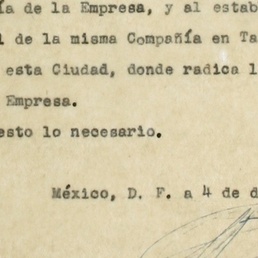 ía de la Empresa, y al estab
l de la misma Compañía en Ta
esta Ciudad, donde radica l
Empresa.
esto lo necesario.
México, D. F. a 4 de d